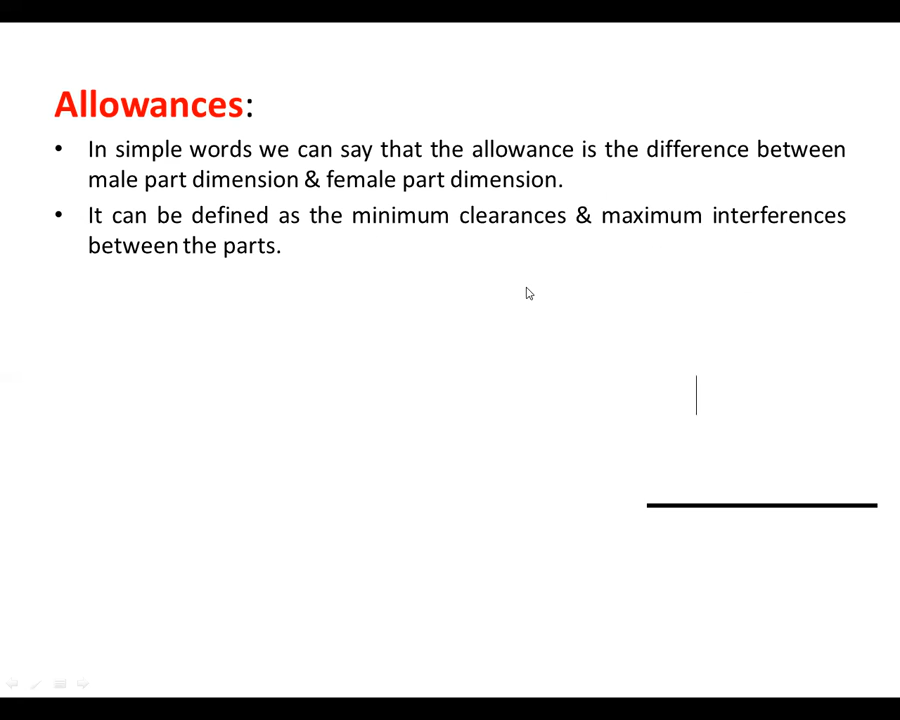 Allowances:
• In simple words we can say that the allowance is the difference between
male part dimension & female part dimension.
• It can be defined as the minimum clearances & maximum interferences
between the parts.